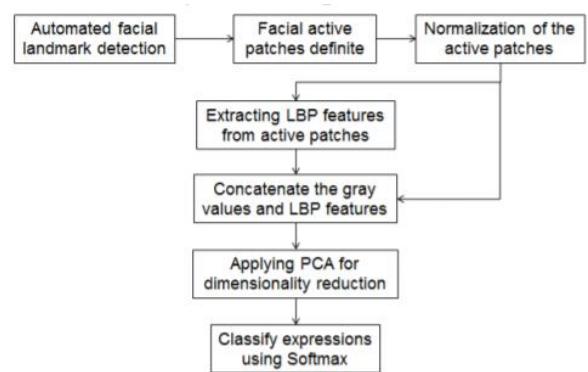 Automated facial
landmark detection
Facial active
patches definite
Normalization of the
active patches
Extracting LBP features
from active patches
Concatenate the gray
values and LBP features
Applying PCA for
dimensionality reduction
Classify expressions
using Softmax